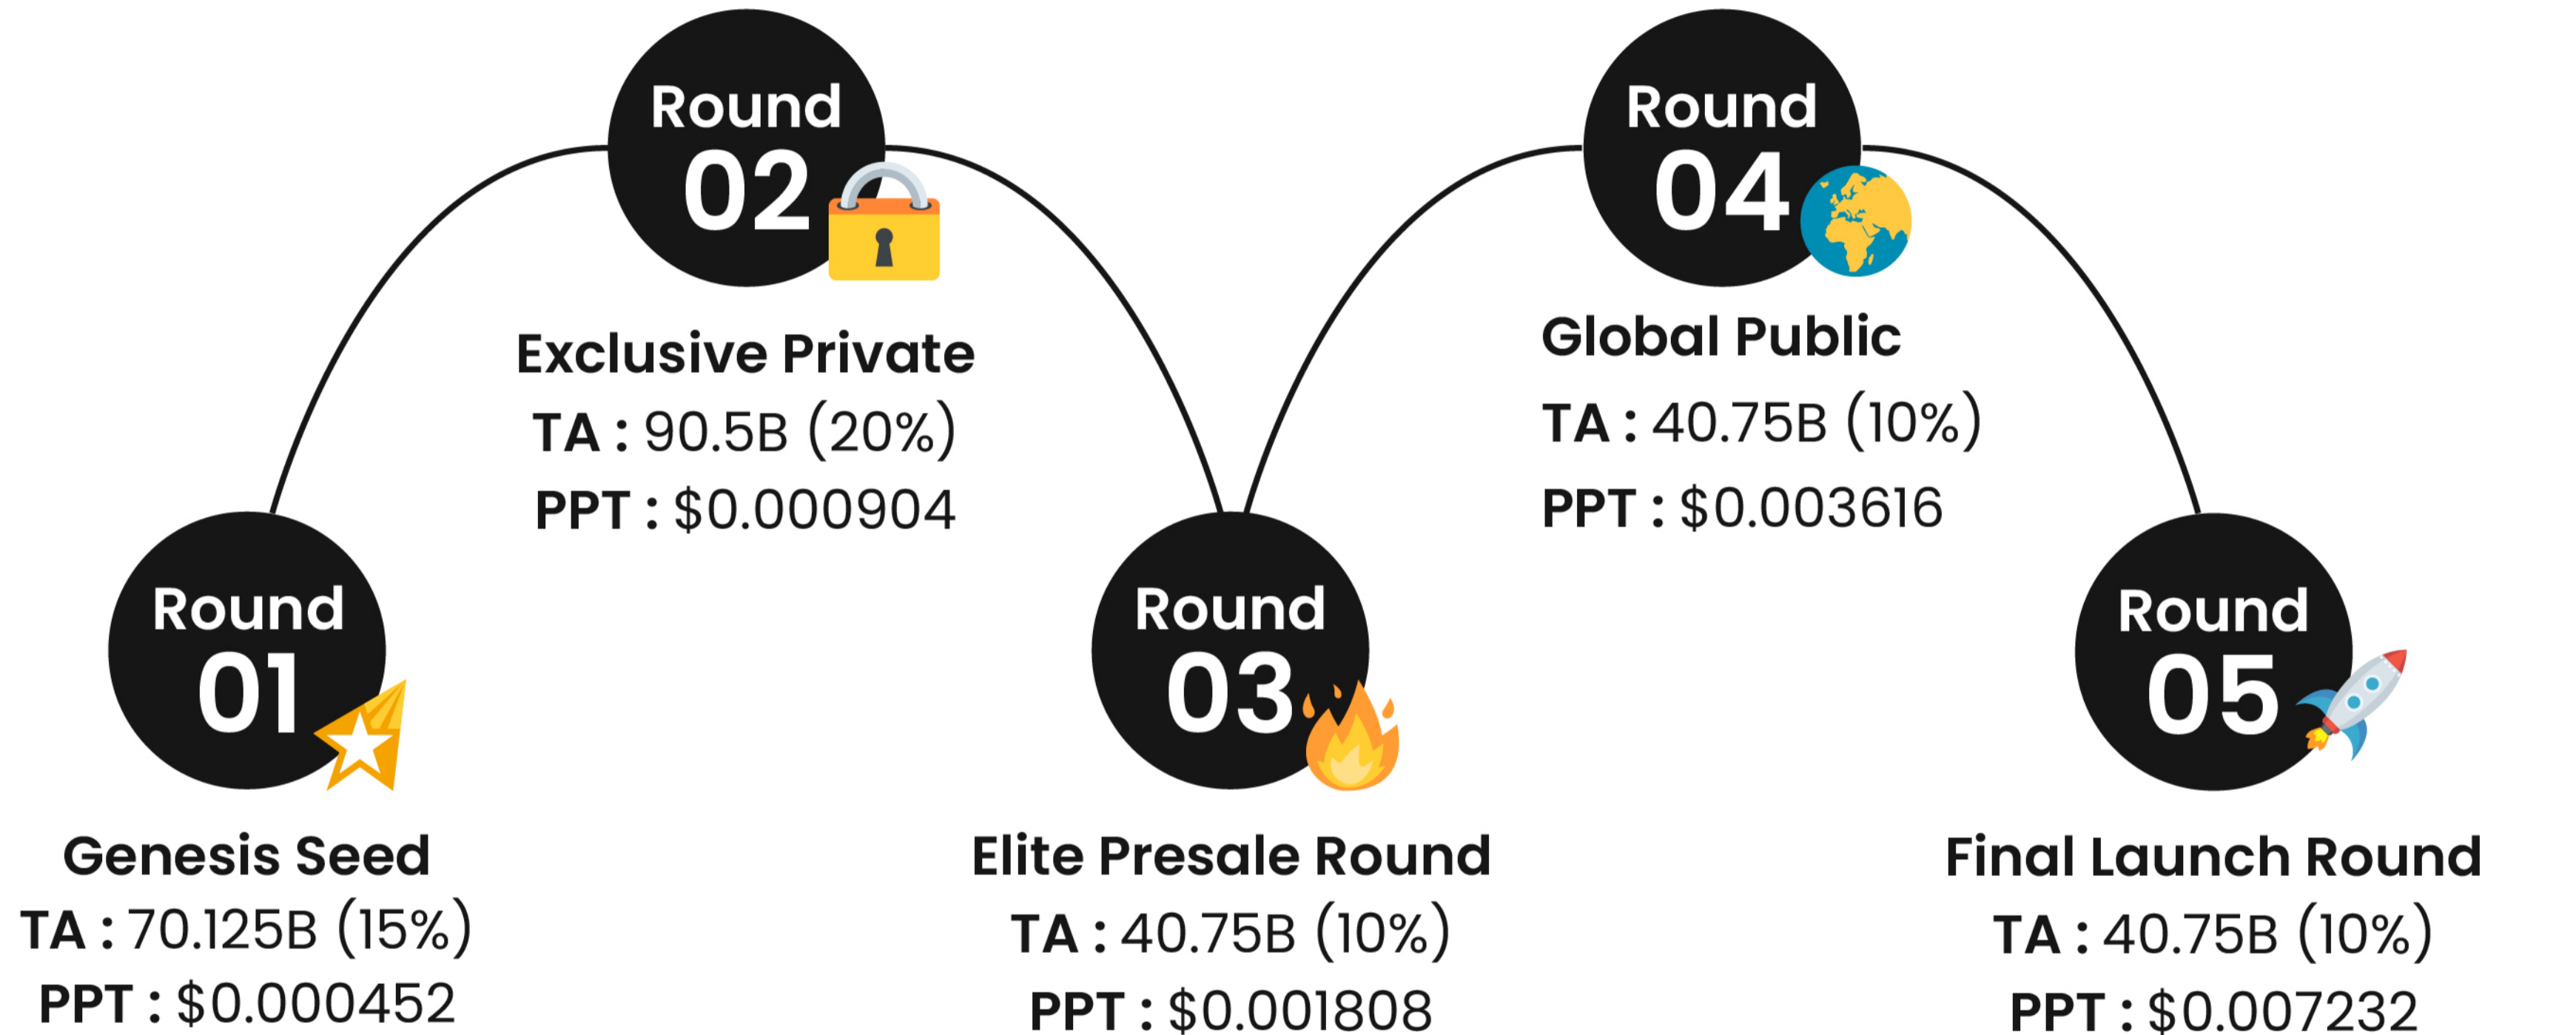 Round
01
Genesis Seed
TA : 70.125B (15%)
PPT : $0.000452
Round
02
Exclusive Private
TA : 90.5B (20%)
PPT : $0.000904
Round
03
Elite Presale Round
TA : 40.75B (10%)
PPT : $0.001808
Round
04
Global Public
TA : 40.75B (10%)
PPT : $0.003616
Round
05
Final Launch Round
TA : 40.75B (10%)
PPT : $0.007232